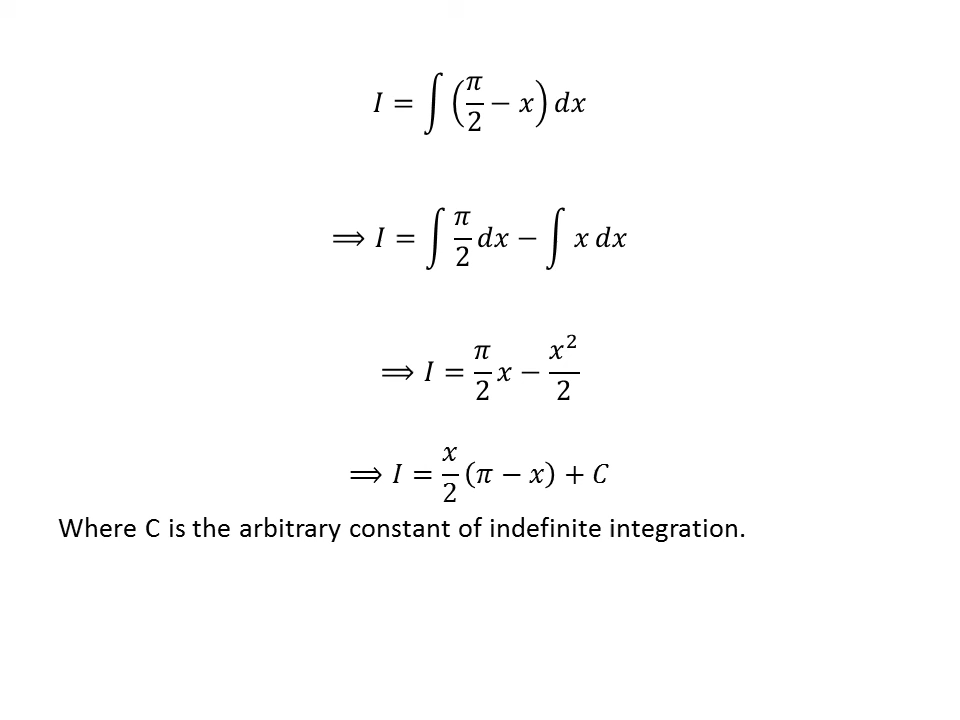 𝐼 = ∫ (π/2 − 𝑥) 𝑑𝑥
⟹ 𝐼 = ∫ π/2 𝑑𝑥 − ∫ 𝑥 𝑑𝑥
⟹ 𝐼 = π/2 𝑥 − 𝑥²/2
⟹ 𝐼 = 𝑥/2 (π − 𝑥) + 𝐶
Where C is the arbitrary constant of indefinite integration.